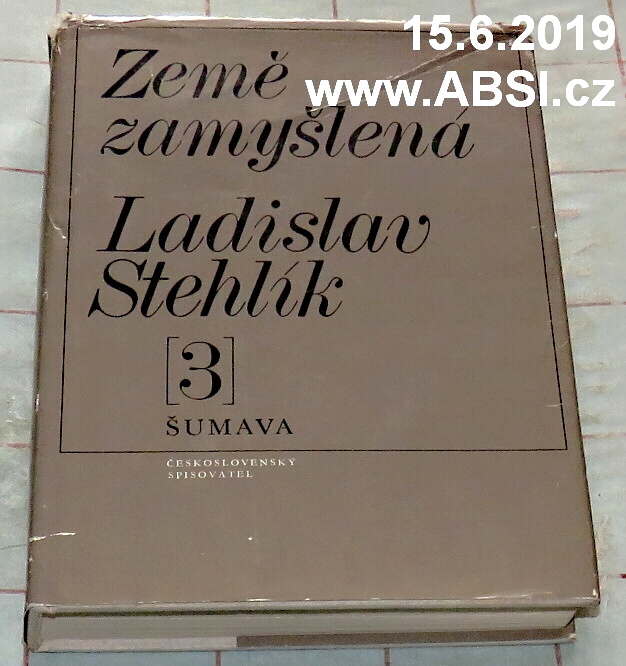 15.6.2019
www.ABSI.cz
Země
zamyšlená
Ladislav
Stehlík
[3]
ŠUMAVA
ČESKOSLOVENSKÝ
SPISOVATEL